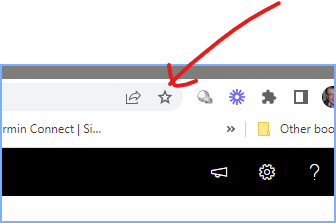 rmin Connect | Si...
» Other boo
?